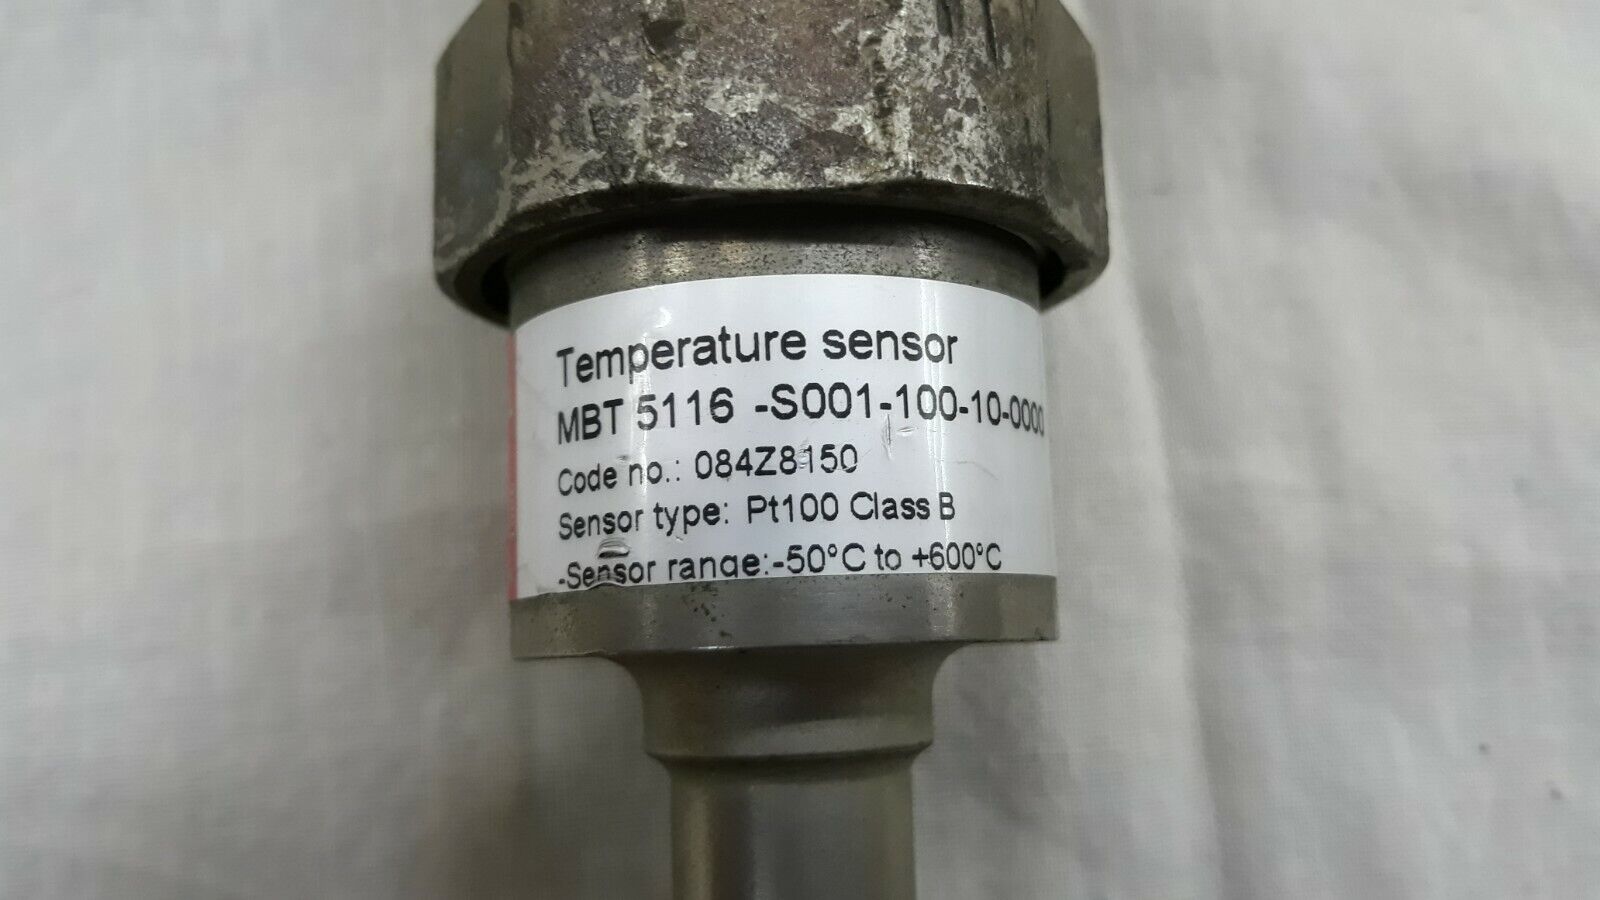 Temperature sensor
MBT 5116 -S001-100-10-0000
Code no.: 084Z8150
Sensor type: Pt100 Class B
-Sensor range:-50°C to +600°C